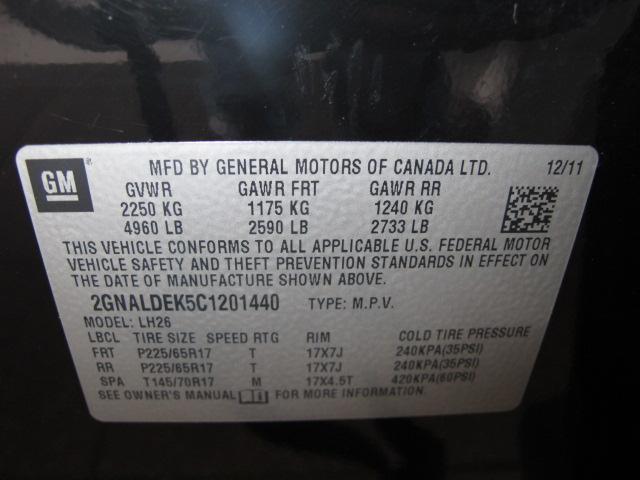 GM ® MFD BY GENERAL MOTORS OF CANADA LTD. 12/11
GVWR GAWR FRT GAWR RR
2250 KG 1175 KG 1240 KG
4960 LB 2590 LB 2733 LB
THIS VEHICLE CONFORMS TO ALL APPLICABLE U.S. FEDERAL MOTOR
VEHICLE SAFETY AND THEFT PREVENTION STANDARDS IN EFFECT ON
THE DATE OF MANUFACTURE SHOWN ABOVE.
2GNALDEK5C1201440 TYPE: M.P.V.
MODEL: LH26
LBCL TIRE SIZE SPEED RTG RIM COLD TIRE PRESSURE
FRT P225/65R17 T 17X7J 240KPA(35PSI)
RR P225/65R17 T 17X7J 240KPA(35PSI)
SPA T145/70R17 M 17X4.5T 420KPA(60PSI)
SEE OWNER'S MANUAL FOR MORE INFORMATION.